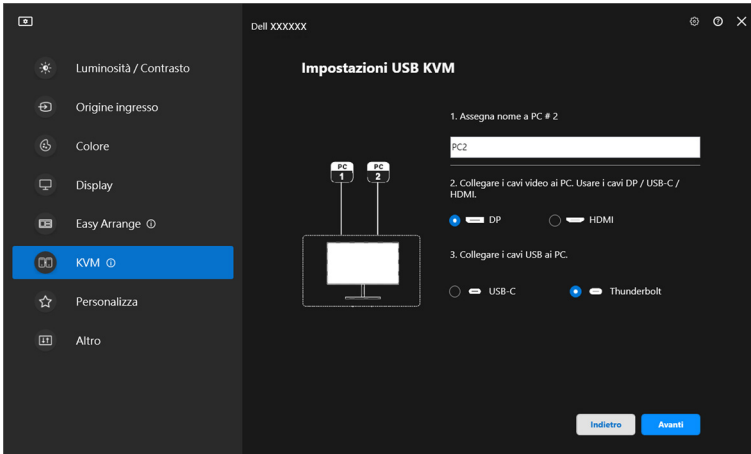 Dell XXXXXX
Luminosità / Contrasto
Origine ingresso
Colore
Display
Easy Arrange
KVM
Personalizza
Altro
Impostazioni USB KVM
PC
1
PC
2
1. Assegna nome a PC # 2
PC2
2. Collegare i cavi video ai PC. Usare i cavi DP / USB-C /
HDMI.
DP
HDMI
3. Collegare i cavi USB ai PC.
USB-C
Thunderbolt
Indietro
Avanti